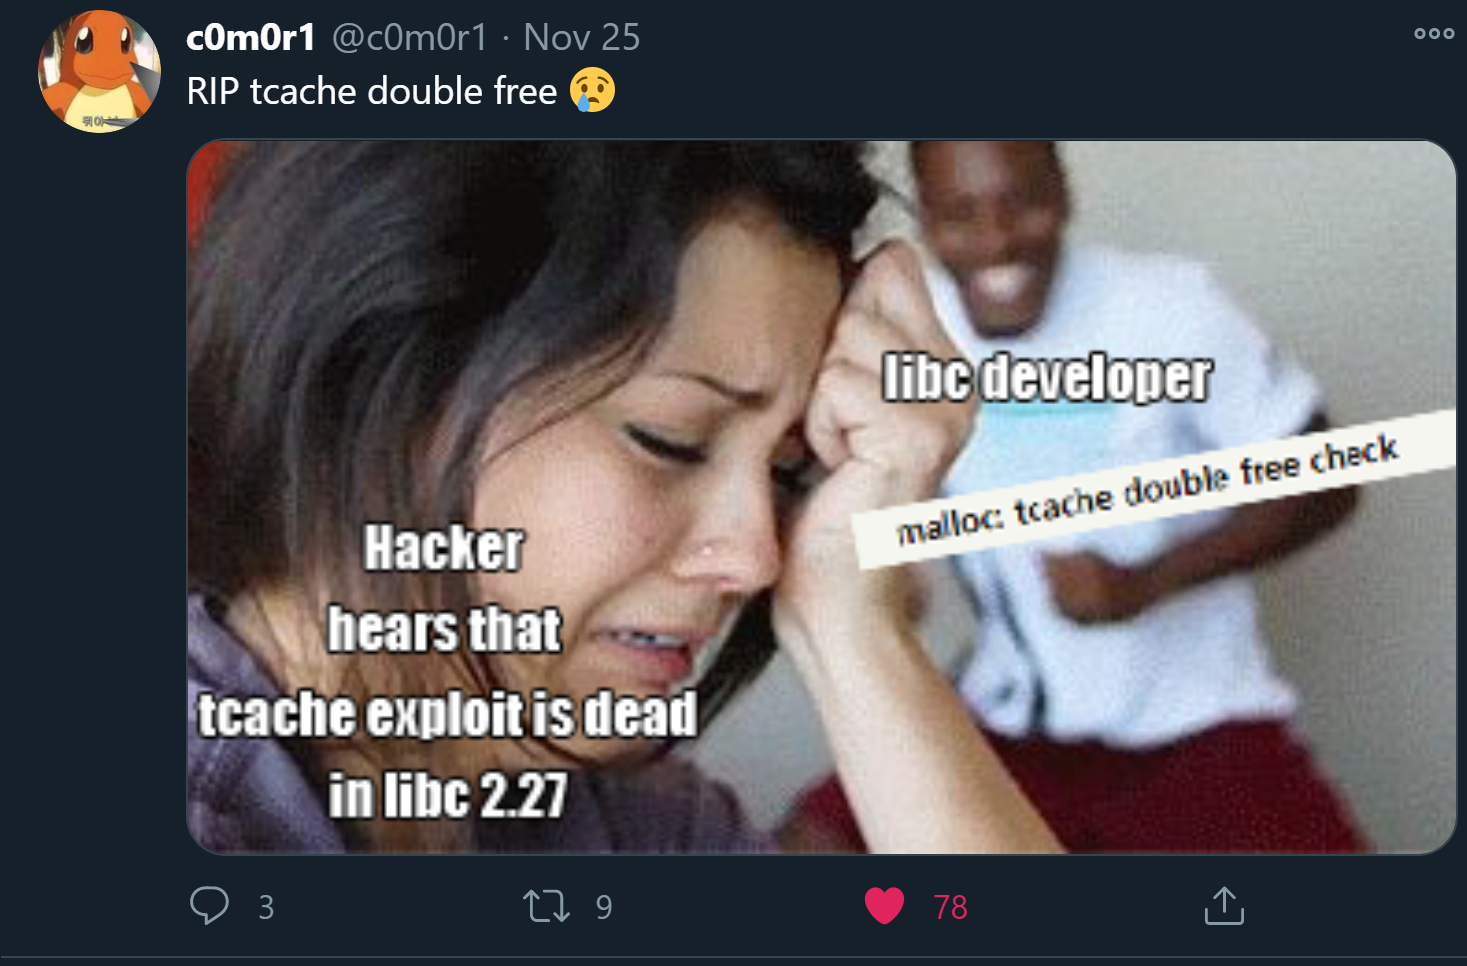 c0m0r1 @c0m0r1 · Nov 25
RIP tcache double free 😢
libc developer
malloc: tcache double free check
Hacker
hears that
tcache exploit is dead
in libc 2.27
3 9 78